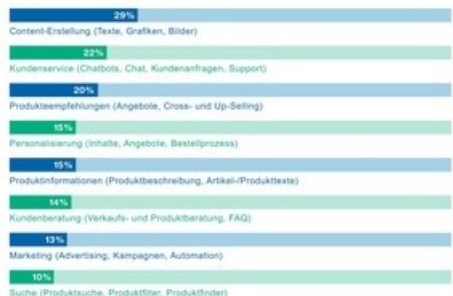 29%
Content-Erstellung (Texte, Grafiken, Bilder)
22%
Kundenservice (Chatbots, Chat, Kundenanfragen, Support)
20%
Produktempfehlungen (Angebote, Cross- und Up-Selling)
15%
Personalisierung (Inhalte, Angebote, Bestellprozess)
15%
Produktinformationen (Produktbeschreibung, Artikel-/Produkttexte)
14%
Kundenberatung (Verkaufs- und Produktberatung, FAQ)
13%
Marketing (Advertising, Kampagnen, Automation)
10%
Suche (Produktsuche, Produktfilter, Produktfinder)